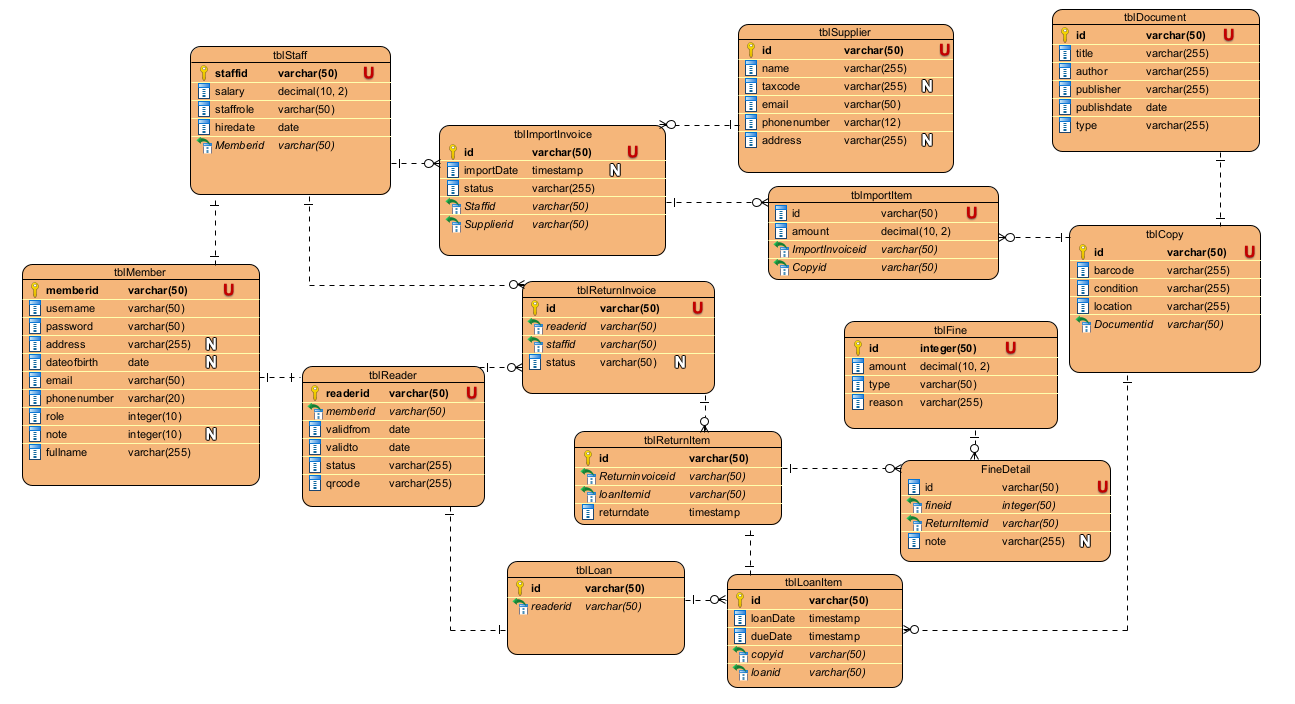 tblStaff
staffid varchar(50) U
salary decimal(10, 2)
staffrole varchar(50)
hiredate date
Memberid varchar(50)
tblImportInvoice
id varchar(50) U
importDate timestamp N
status varchar(255)
Staffid varchar(50)
Supplierid varchar(50)
tblSupplier
id varchar(50) U
name varchar(255)
taxcode varchar(255) N
email varchar(50)
phonenumber varchar(12)
address varchar(255) N
tblDocument
id varchar(50) U
title varchar(255)
author varchar(255)
publisher varchar(255)
publishdate date
type varchar(255)
tblImportItem
id varchar(50) U
amount decimal(10, 2)
ImportInvoiceid varchar(50)
Copyid varchar(50)
tblCopy
id varchar(50) U
barcode varchar(255)
condition varchar(255)
location varchar(255)
Documentid varchar(50)
tblMember
memberid varchar(50) U
username varchar(50)
password varchar(50)
address varchar(255) N
dateofbirth date N
email varchar(50)
phonenumber varchar(20)
role integer(10)
note integer(10) N
fullname varchar(255)
tblReturnInvoice
id varchar(50) U
readerid varchar(50)
staffid varchar(50)
status varchar(50) N
tblReader
readerid varchar(50) U
memberid varchar(50)
validfrom date
validto date
status varchar(255)
qrcode varchar(255)
tblFine
id integer(50) U
amount decimal(10, 2)
type varchar(50)
reason varchar(255)
tblReturnItem
id varchar(50)
Returninvoiceid varchar(50)
loanItemid varchar(50)
returndate timestamp
FineDetail
id varchar(50) U
fineid integer(50)
ReturnItemid varchar(50)
note varchar(255) N
tblLoan
id varchar(50)
readerid varchar(50)
tblLoanItem
id varchar(50)
loanDate timestamp
dueDate timestamp
copyid varchar(50)
loanid varchar(50)